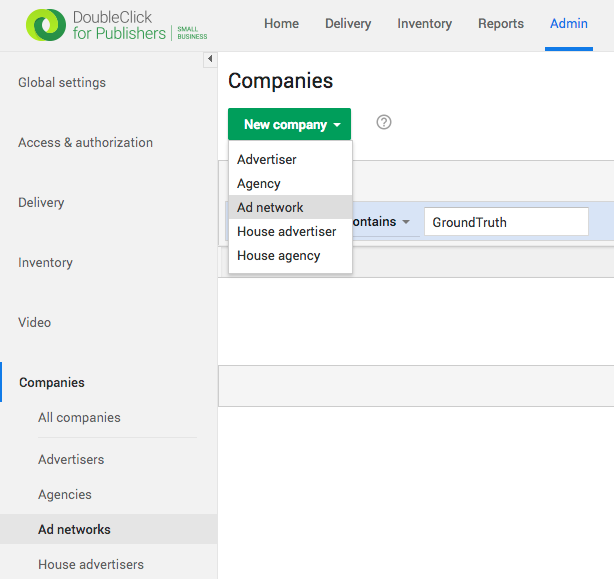 DoubleClick
for Publishers | SMALL BUSINESS
Home Delivery Inventory Reports Admin
Global settings
Access & authorization
Delivery
Inventory
Video
Companies
All companies
Advertisers
Agencies
Ad networks
House advertisers
Companies
New company
Advertiser
Agency
Ad network
House advertiser
House agency
ontains
GroundTruth